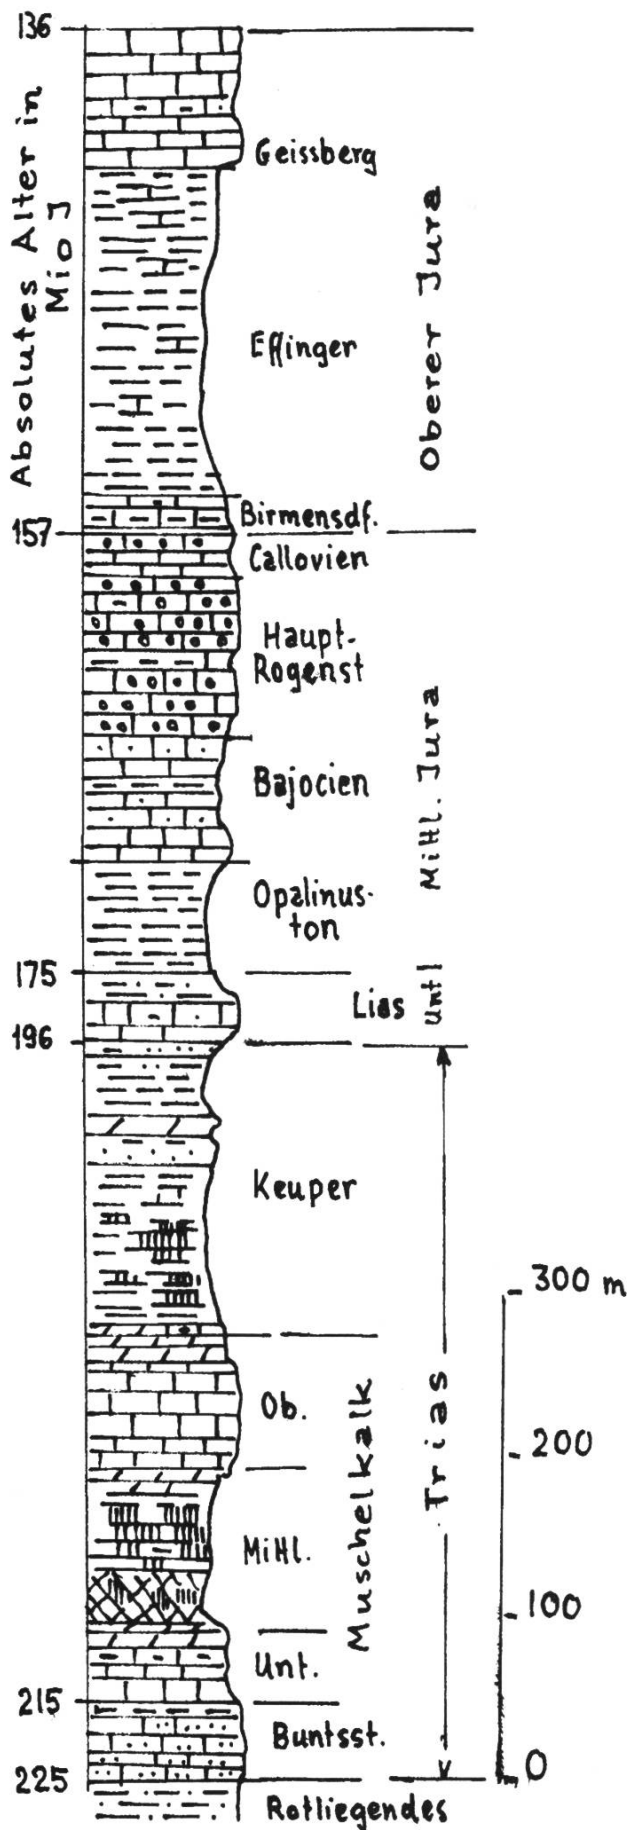 Absolutes Alter in
Mio J
136
Geissberg
Effinger
Oberer Jura
Birmensdf.
157
Callovien
Haupt-
Rogenst
Mittl. Jura
Bajocien
Opalinus-
ton
175
Lias
Untl
196
Keuper
300 m
Ob.
200
Muschelkalk
Trias
Mittl.
100
Unt.
215
Buntsst.
0
225
Rotliegendes